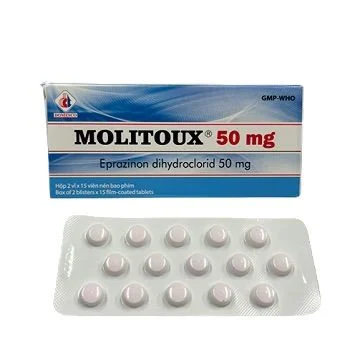 GMP-WHO
DOMESCO
MOLITOUX® 50 mg
Eprazinon dihydroclorid 50 mg
Hộp 2 vỉ x 15 viên nén bao phim
Box of 2 blisters x 15 film-coated tablets